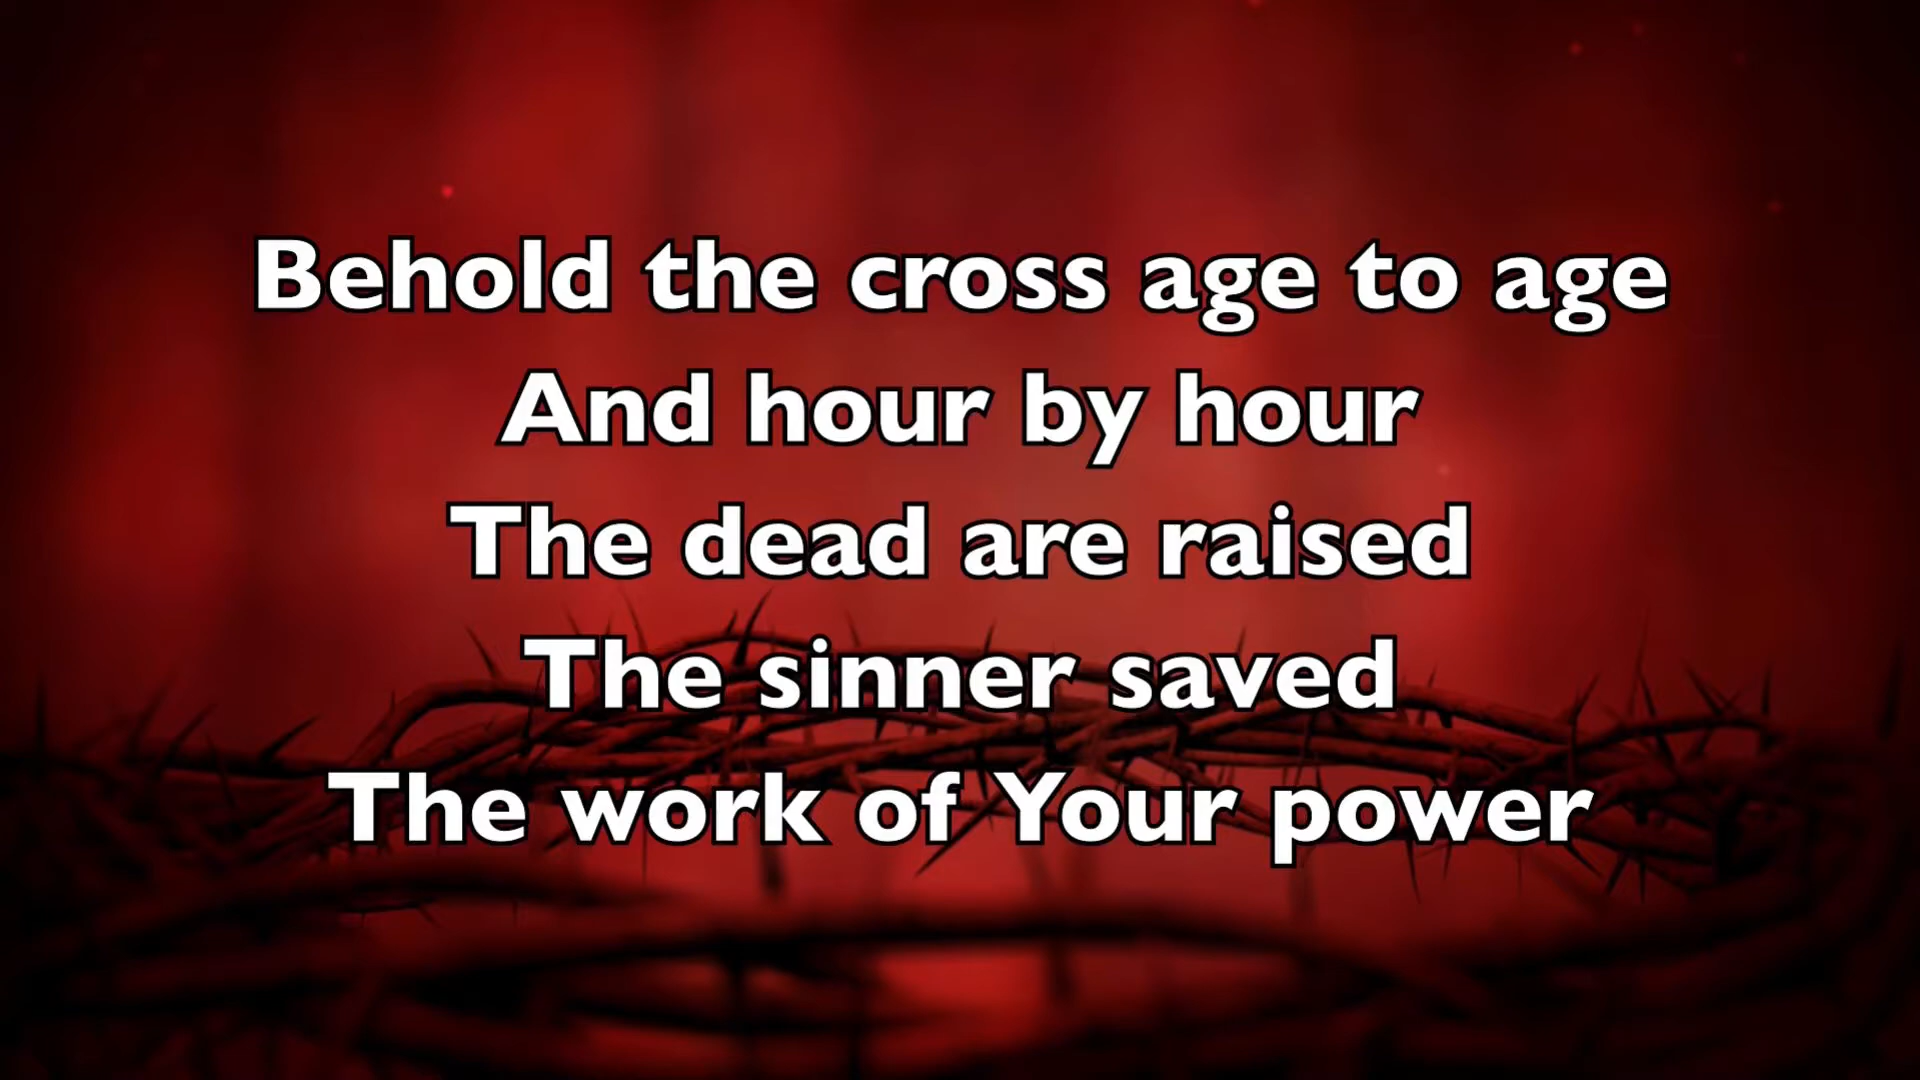 Behold the cross age to age
And hour by hour
The dead are raised
The sinner saved
The work of Your power